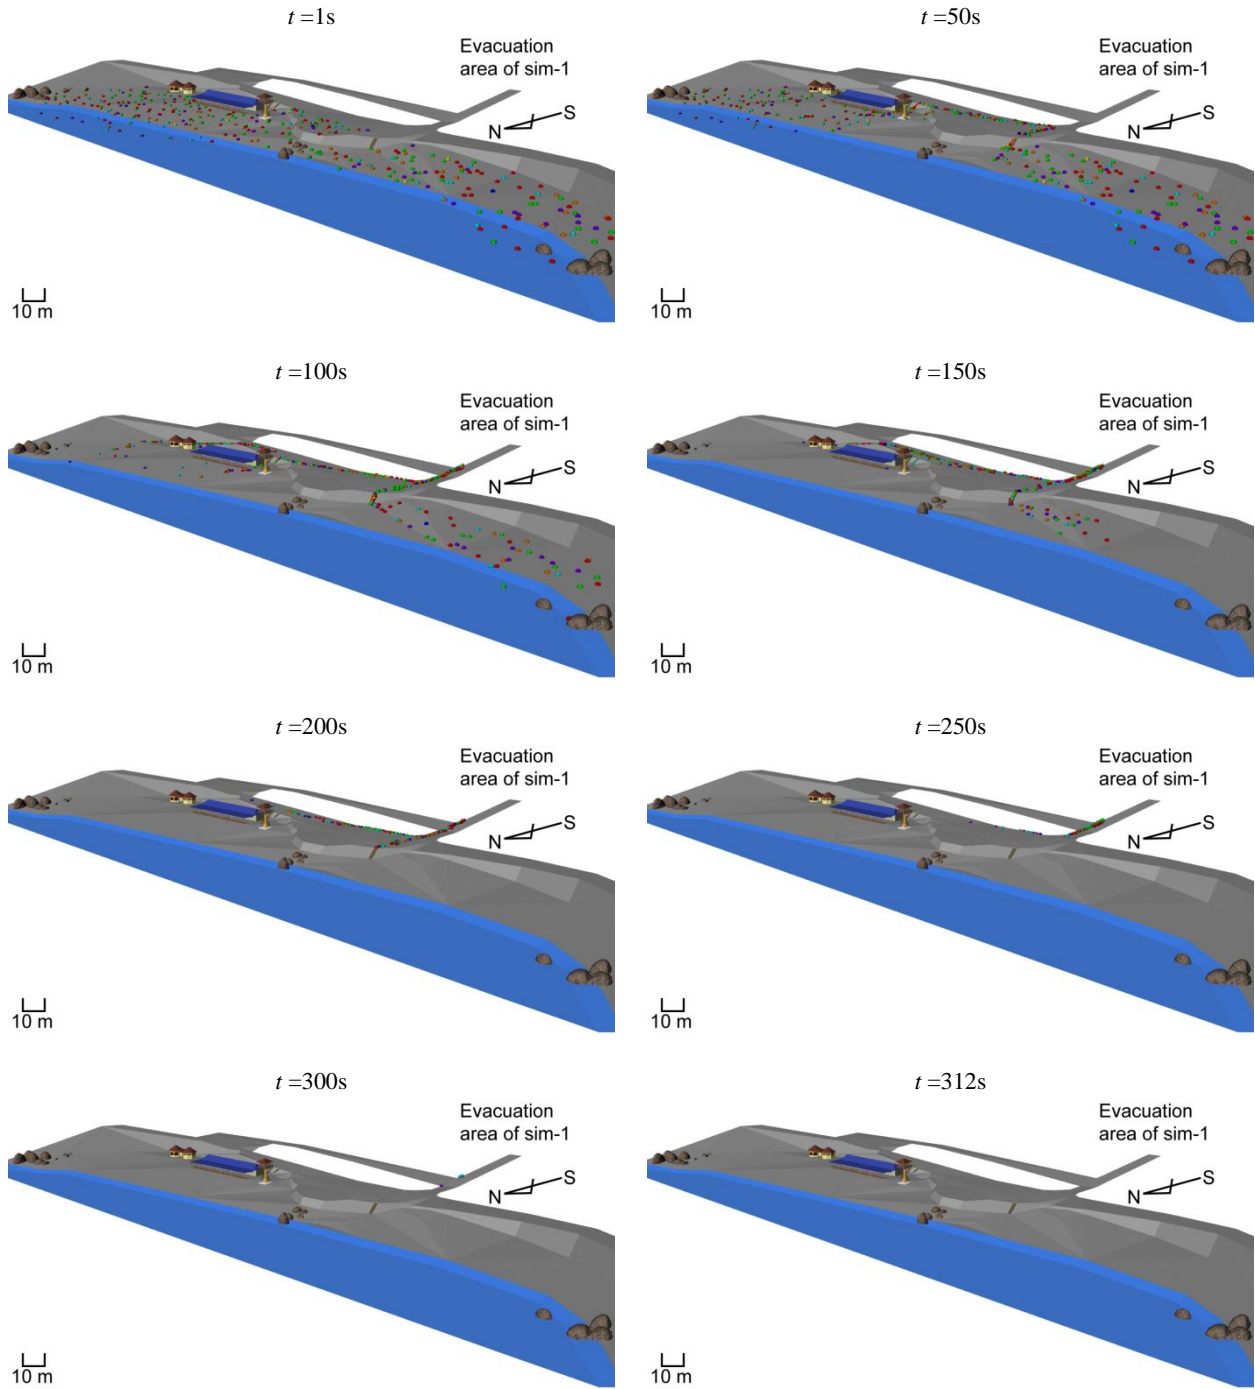 t =1s
Evacuation
area of sim-1
N
S
10 m
t =50s
Evacuation
area of sim-1
N
S
10 m
t =100s
Evacuation
area of sim-1
N
S
10 m
t =150s
Evacuation
area of sim-1
N
S
10 m
t =200s
Evacuation
area of sim-1
N
S
10 m
t =250s
Evacuation
area of sim-1
N
S
10 m
t =300s
Evacuation
area of sim-1
N
S
10 m
t =312s
Evacuation
area of sim-1
N
S
10 m